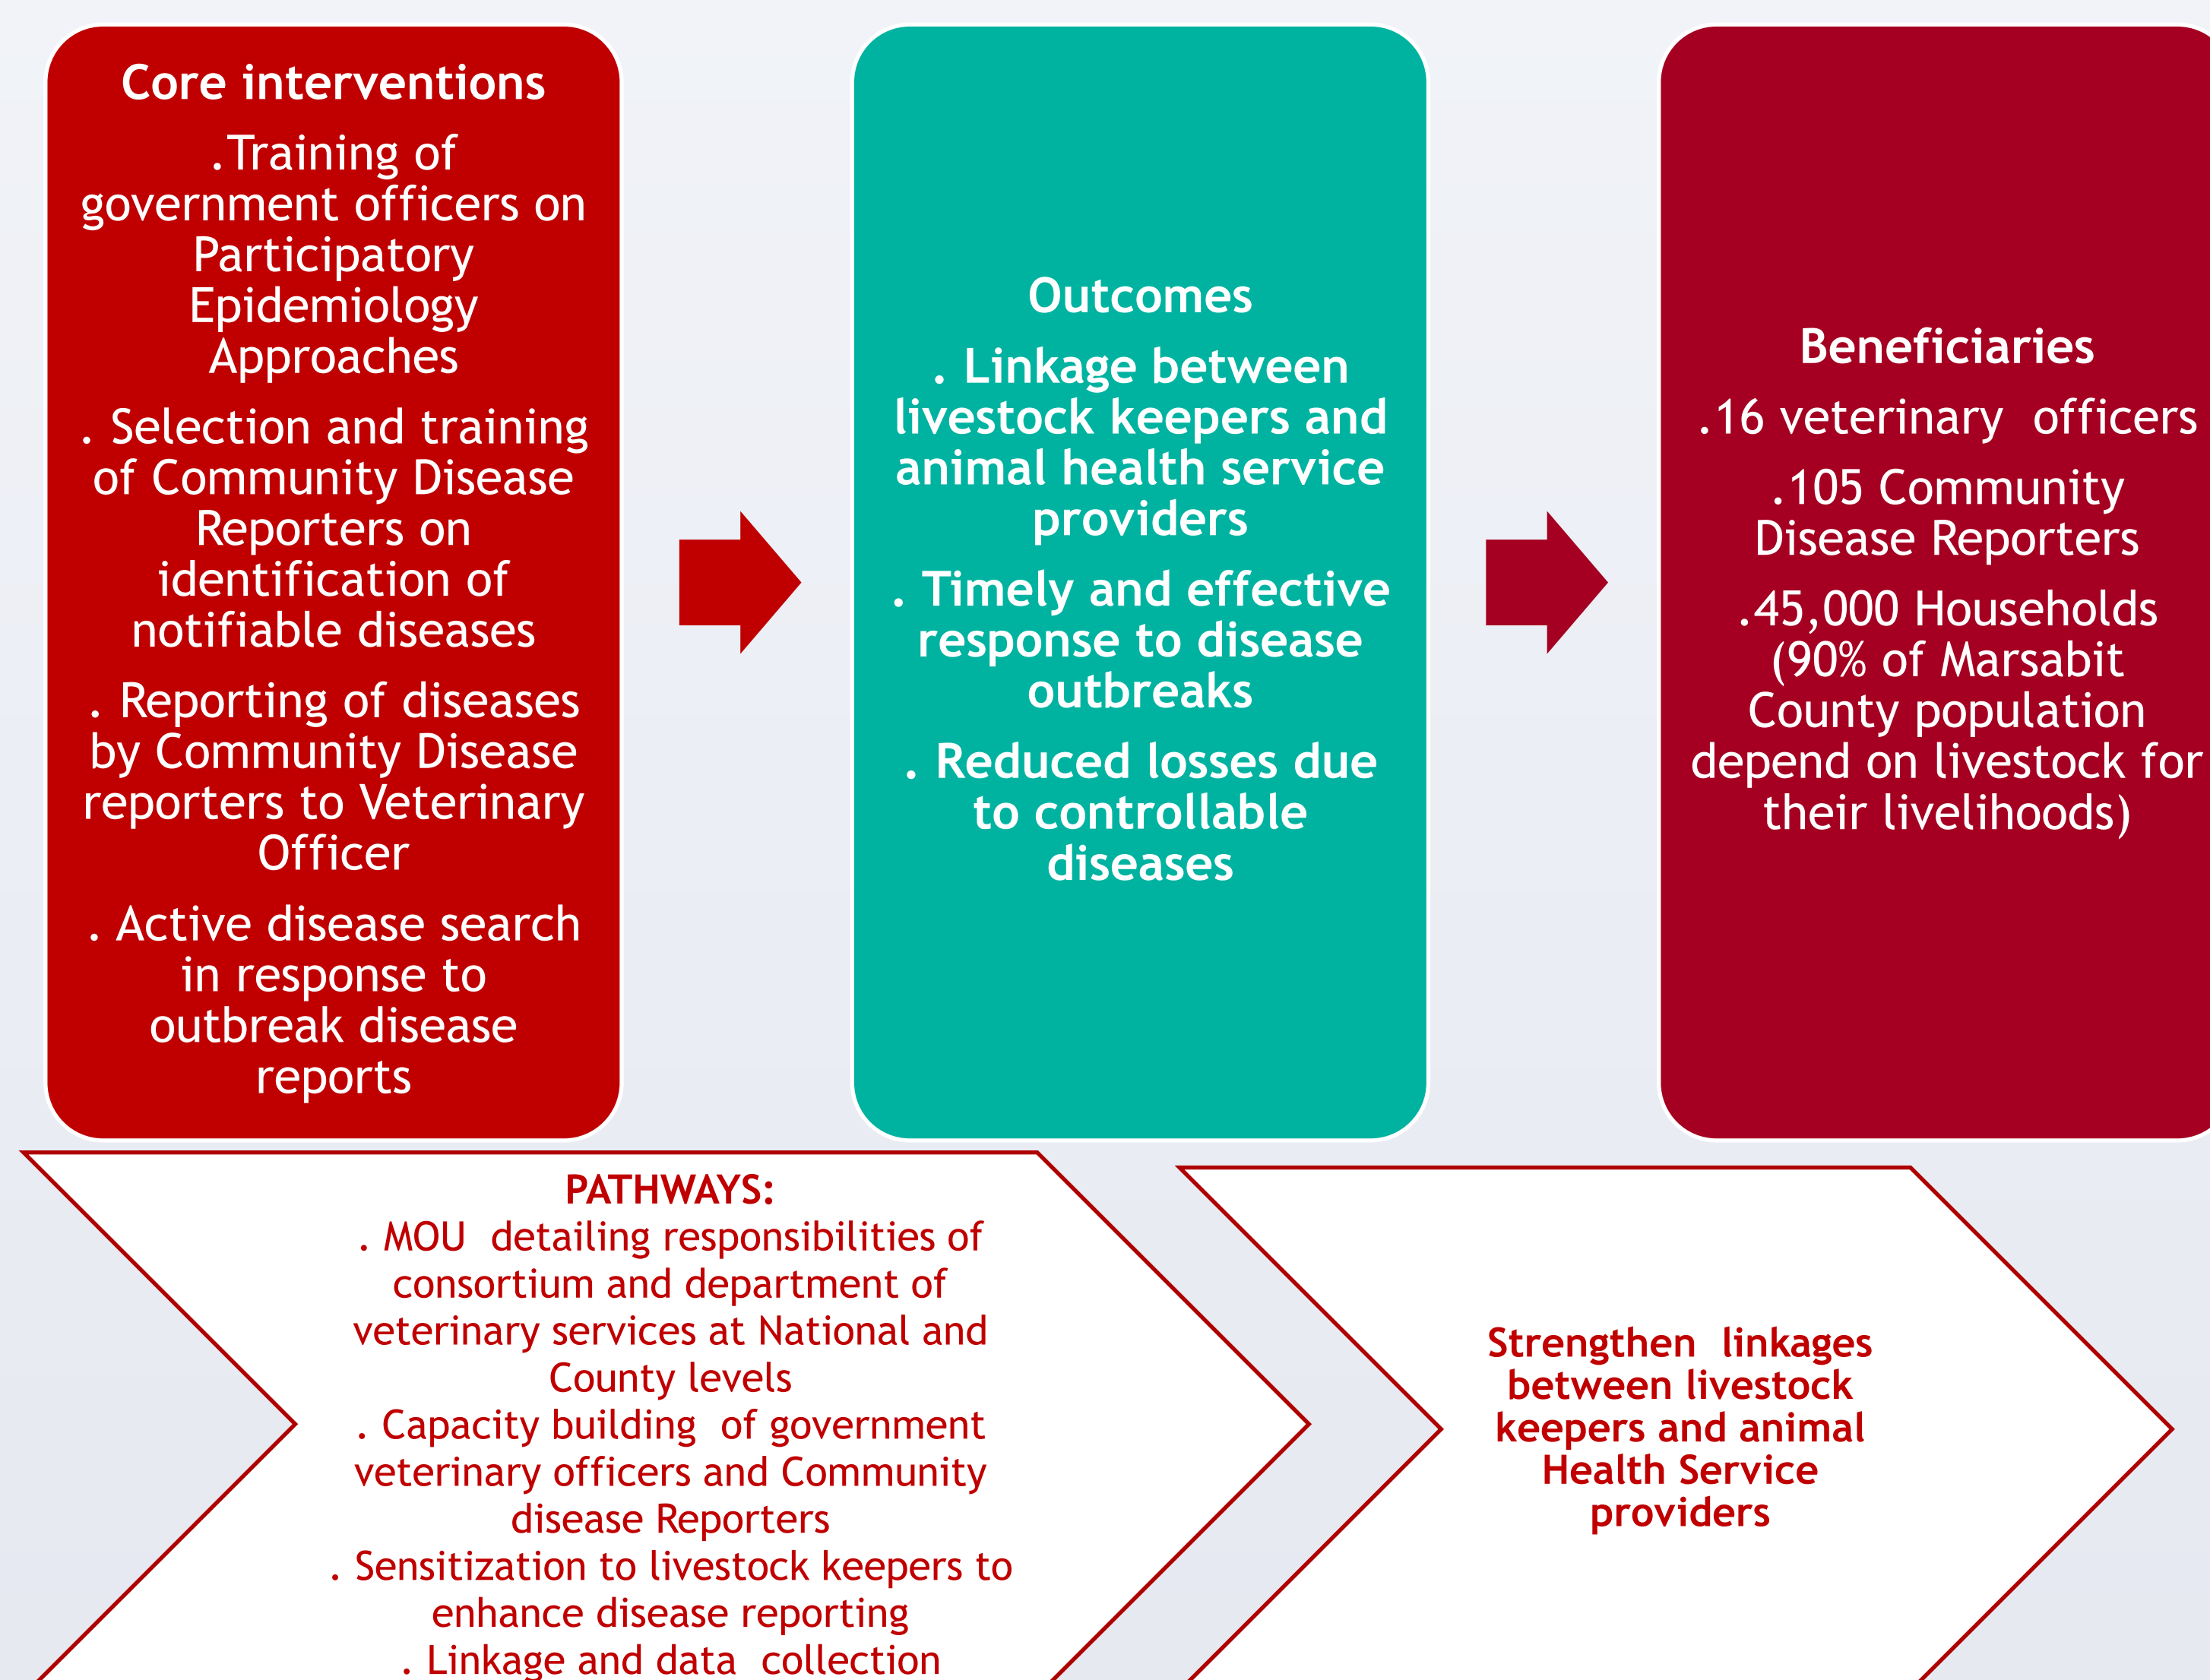 Core interventions
.Training of
government officers on
Participatory
Epidemiology
Approaches
. Selection and training
of Community Disease
Reporters on
identification of
notifiable diseases
. Reporting of diseases
by Community Disease
reporters to Veterinary
Officer
. Active disease search
in response to
outbreak disease
reports
Outcomes
. Linkage between
livestock keepers and
animal health service
providers
. Timely and effective
response to disease
outbreaks
. Reduced losses due
to controllable
diseases
Beneficiaries
.16 veterinary  officers
.105 Community
Disease Reporters
.45,000 Households
(90% of Marsabit
County population
depend on livestock for
their livelihoods)
PATHWAYS:
. MOU  detailing responsibilities of
consortium and department of
veterinary services at National and
County levels
. Capacity building  of government
veterinary officers and Community
disease Reporters
. Sensitization to livestock keepers to
enhance disease reporting
. Linkage and data  collection
Strengthen  linkages
between livestock
keepers and animal
Health Service
providers